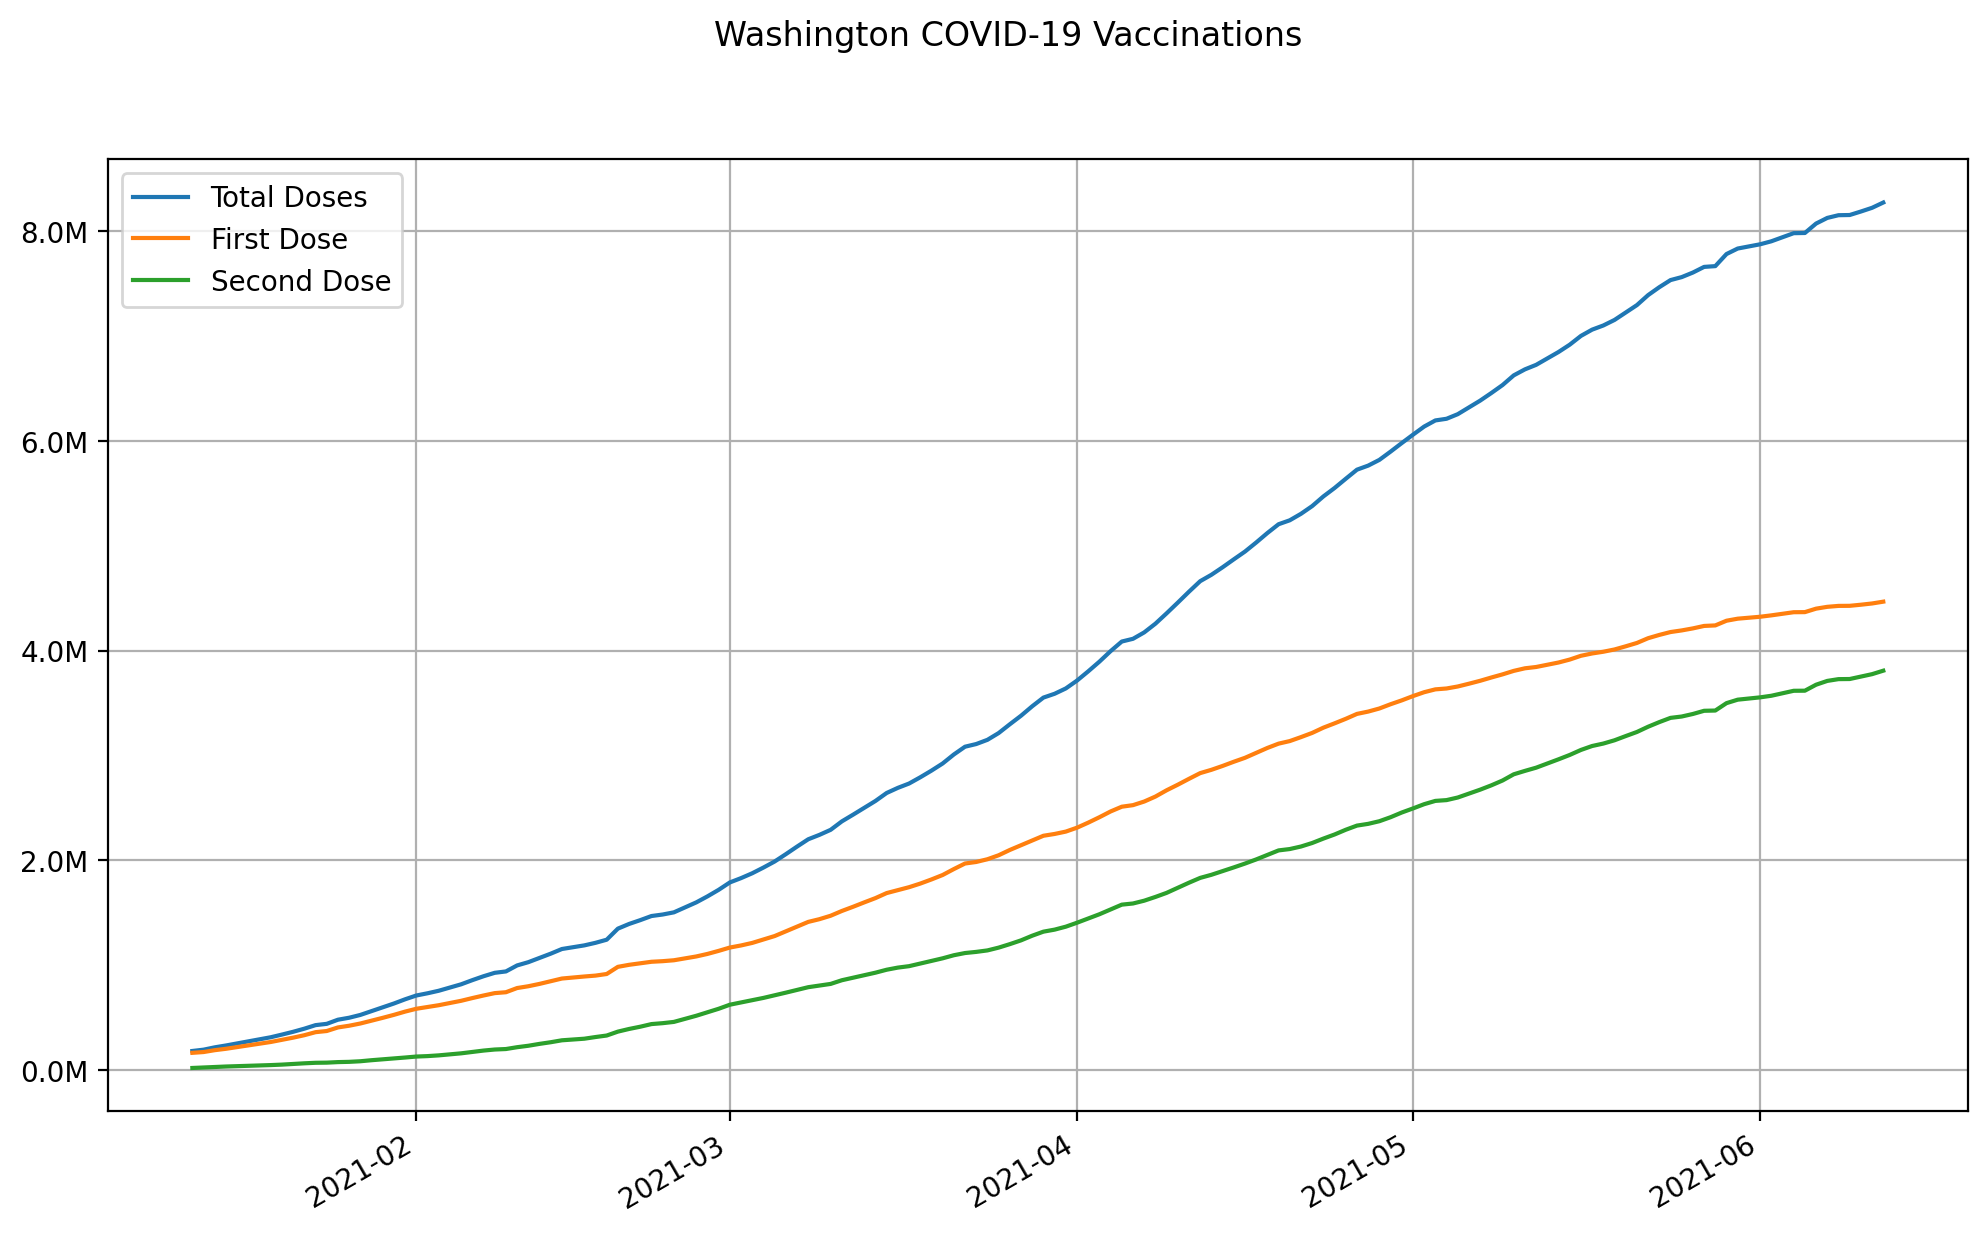 Washington COVID-19 Vaccinations
Total Doses
First Dose
Second Dose
8.0M
6.0M
4.0M
2.0M
0.0M
2021-02
2021-03
2021-04
2021-05
2021-06